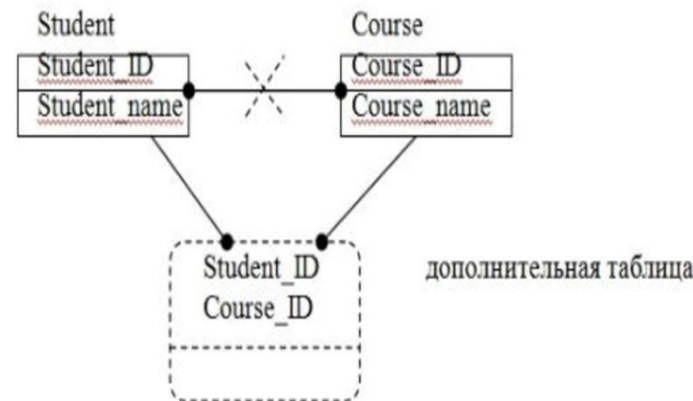 Student
Course
Student_ID
Course_ID
Student_name
Course_name
Student_ID
Course_ID
дополнительная таблица